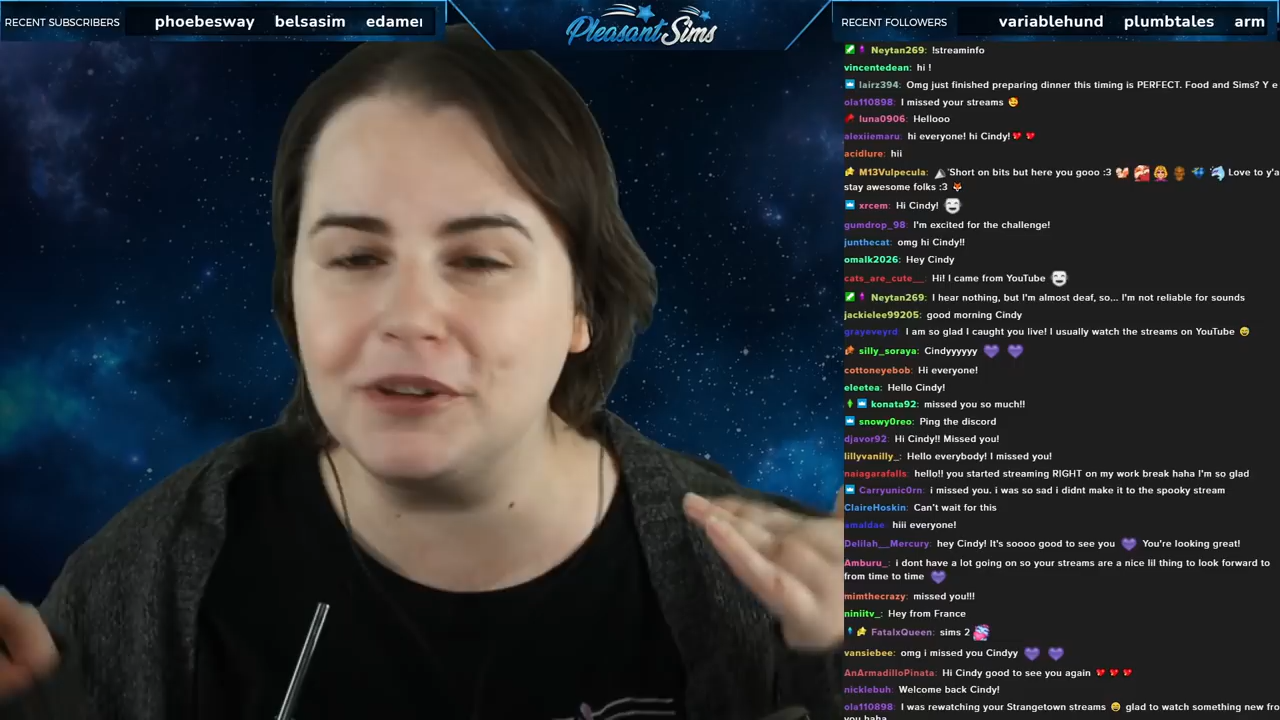 RECENT SUBSCRIBERS phoebesway belsasim edamer
PleasantSims
RECENT FOLLOWERS variablehund plumbtales arm
Neytan269: !streaminfo
vincentedean: hi !
lairz394: Omg just finished preparing dinner this timing is PERFECT. Food and Sims? Y e
ola110898: I missed your streams
luna0906: Hellooo
alexiiemaru: hi everyone! hi Cindy!
acidlure: hii
M13Vulpecula: 'Short on bits but here you gooo :3 Love to y'a
stay awesome folks :3
xrcem: Hi Cindy!
gumdrop_98: I'm excited for the challenge!
junthecat: omg hi Cindy!!
omalk2026: Hey Cindy
cats_are_cute__: Hi! I came from YouTube
Neytan269: I hear nothing, but I'm almost deaf, so... I'm not reliable for sounds
jackielee99205: good morning Cindy
grayeveyrd: I am so glad I caught you live! I usually watch the streams on YouTube
silly_soraya: Cindyyyyyy
cottoneyebob: Hi everyone!
eleetea: Hello Cindy!
konata92: missed you so much!!
snowy0reo: Ping the discord
djavor92: Hi Cindy!! Missed you!
lillyvanilly_: Hello everybody! I missed you!
naiagarafalls: hello!! you started streaming RIGHT on my work break haha I'm so glad
Carryunic0rn: i missed you. i was so sad i didnt make it to the spooky stream
ClaireHoskin: Can't wait for this
amaldae: hiii everyone!
Delilah__Mercury: hey Cindy! It's soooo good to see you You're looking great!
Amburu_: i dont have a lot going on so your streams are a nice lil thing to look forward to
from time to time
mimthecrazy: missed you!!!
niniitv_: Hey from France
FatalxQueen: sims 2
vansiebee: omg i missed you Cindyy
AnArmadilloPinata: Hi Cindy good to see you again
nicklebuh: Welcome back Cindy!
ola110898: I was rewatching your Strangetown streams glad to watch something new fro
you haha